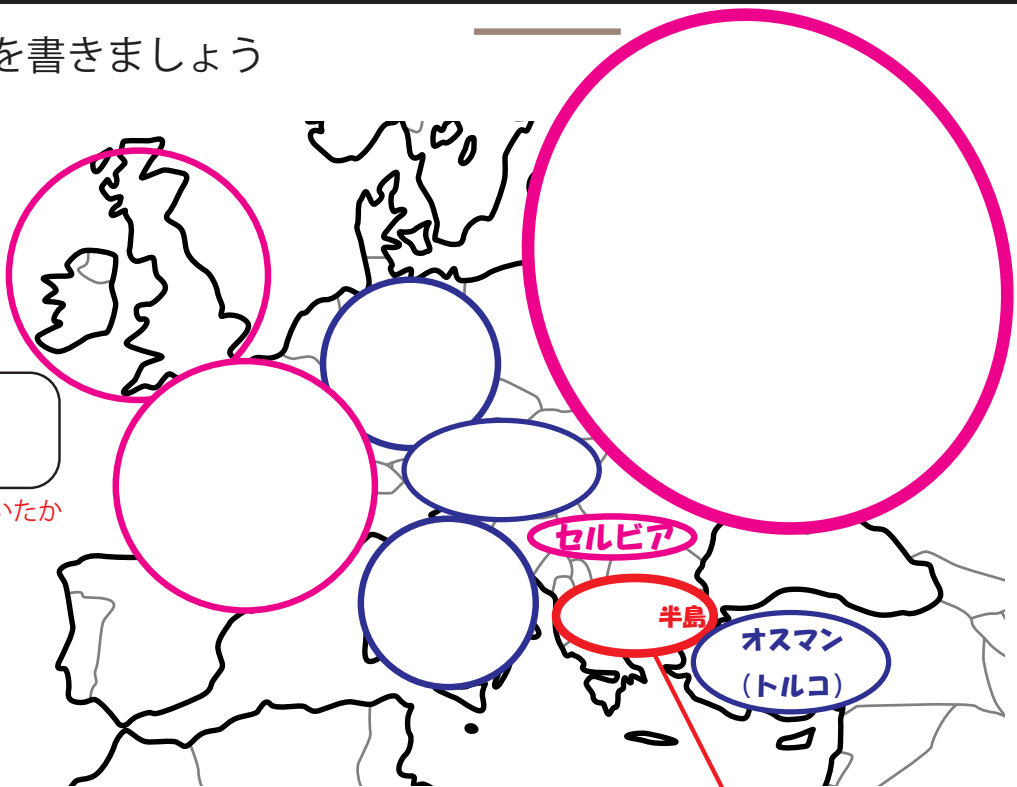 を書きましょう
いたか
セルビア
半島
オスマン
(トルコ)